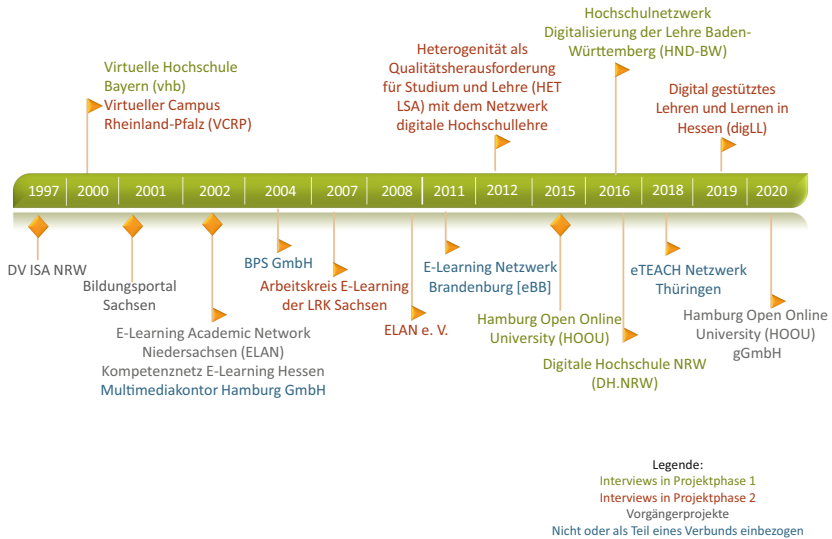 Hochschulnetzwerk
Digitalisierung der Lehre Baden-
Württemberg (HND-BW)
Virtuelle Hochschule
Bayern (vhb)
Virtueller Campus
Rheinland-Pfalz (VCRP)
Heterogenität als
Qualitätsherausforderung
für Studium und Lehre (HET
LSA) mit dem Netzwerk
digitale Hochschullehre
Digital gestütztes
Lehren und Lernen in
Hessen (digLL)
1997
2000
2001
2002
2004
2007
2008
2011
2012
2015
2016
2018
2019
2020
DV ISA NRW
Bildungsportal
Sachsen
E-Learning Academic Network
Niedersachsen (ELAN)
Kompetenznetz E-Learning Hessen
Multimediakontor Hamburg GmbH
BPS GmbH
Arbeitskreis E-Learning
der LRK Sachsen
ELAN e. V.
E-Learning Netzwerk
Brandenburg [eBB]
Hamburg Open Online
University (HOOU)
Digitale Hochschule NRW
(DH.NRW)
eTEACH Netzwerk
Thüringen
Hamburg Open Online
University (HOOU)
gGmbH
Legende:
Interviews in Projektphase 1
Interviews in Projektphase 2
Vorgängerprojekte
Nicht oder als Teil eines Verbunds einbezogen